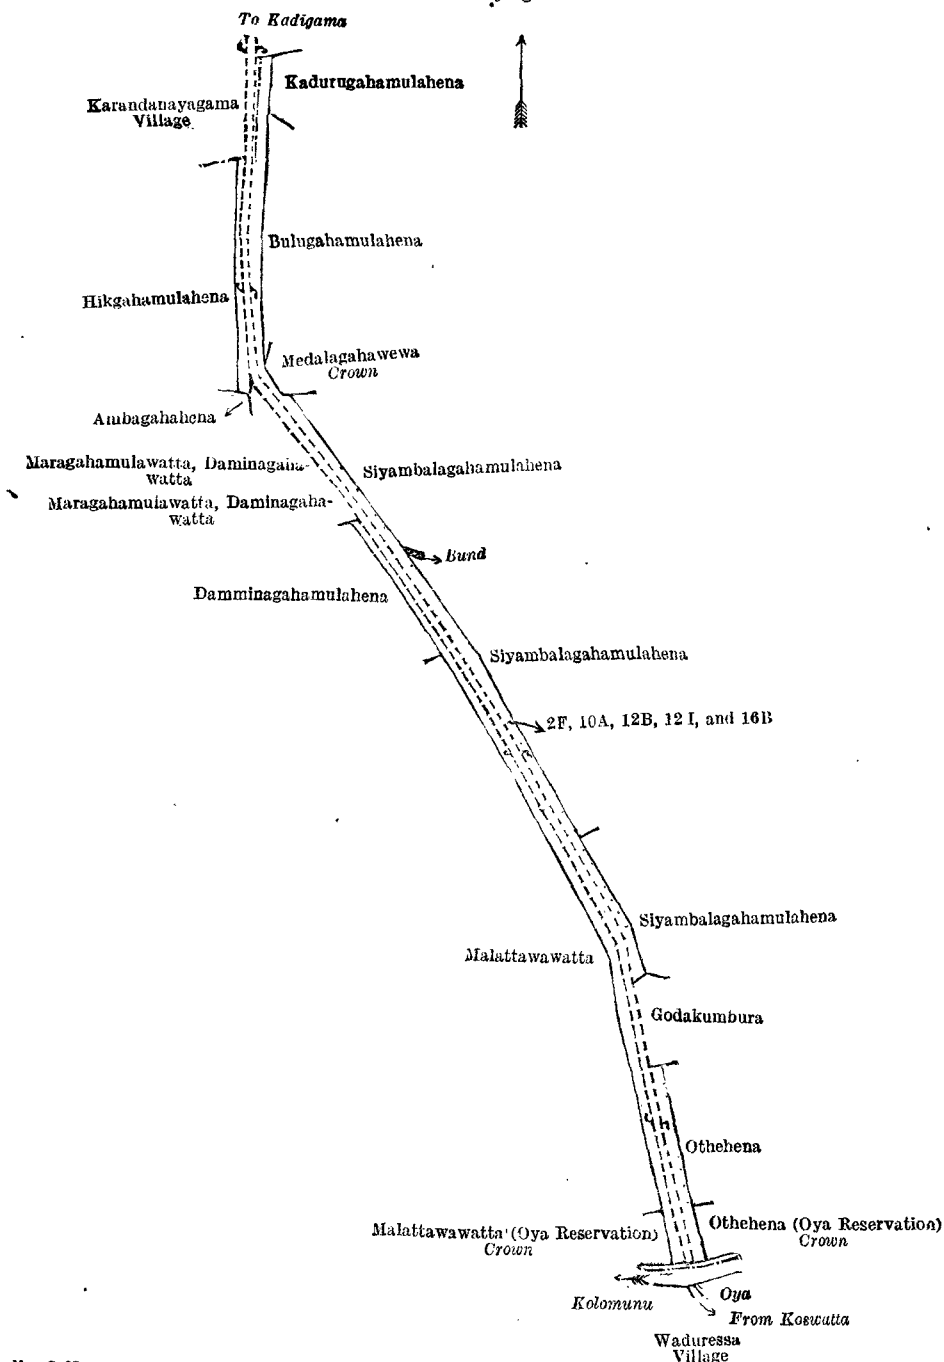 To Kadigama
Kadurugahamulahena
Karandanayagama
Village
Bulugahamulahena
Hikgahamulahena
Medalagahawewa
Crown
Ambagahahena
Maragahamulawatta, Daminagaha-
watta
Siyambalagahamulahena
Maragahamulawatta, Daminagaha-
watta
Bund
Damminagahamulahena
Siyambalagahamulahena
2F, 10A, 12B, 12 I, and 16B
Siyambalagahamulahena
Malattawawatta
Godakumbura
Othehena
Malattawawatta (Oya Reservation)
Crown
Othehena (Oya Reservation)
Crown
Kolomunu
Oya
From Koswatta
Waduressa
Village